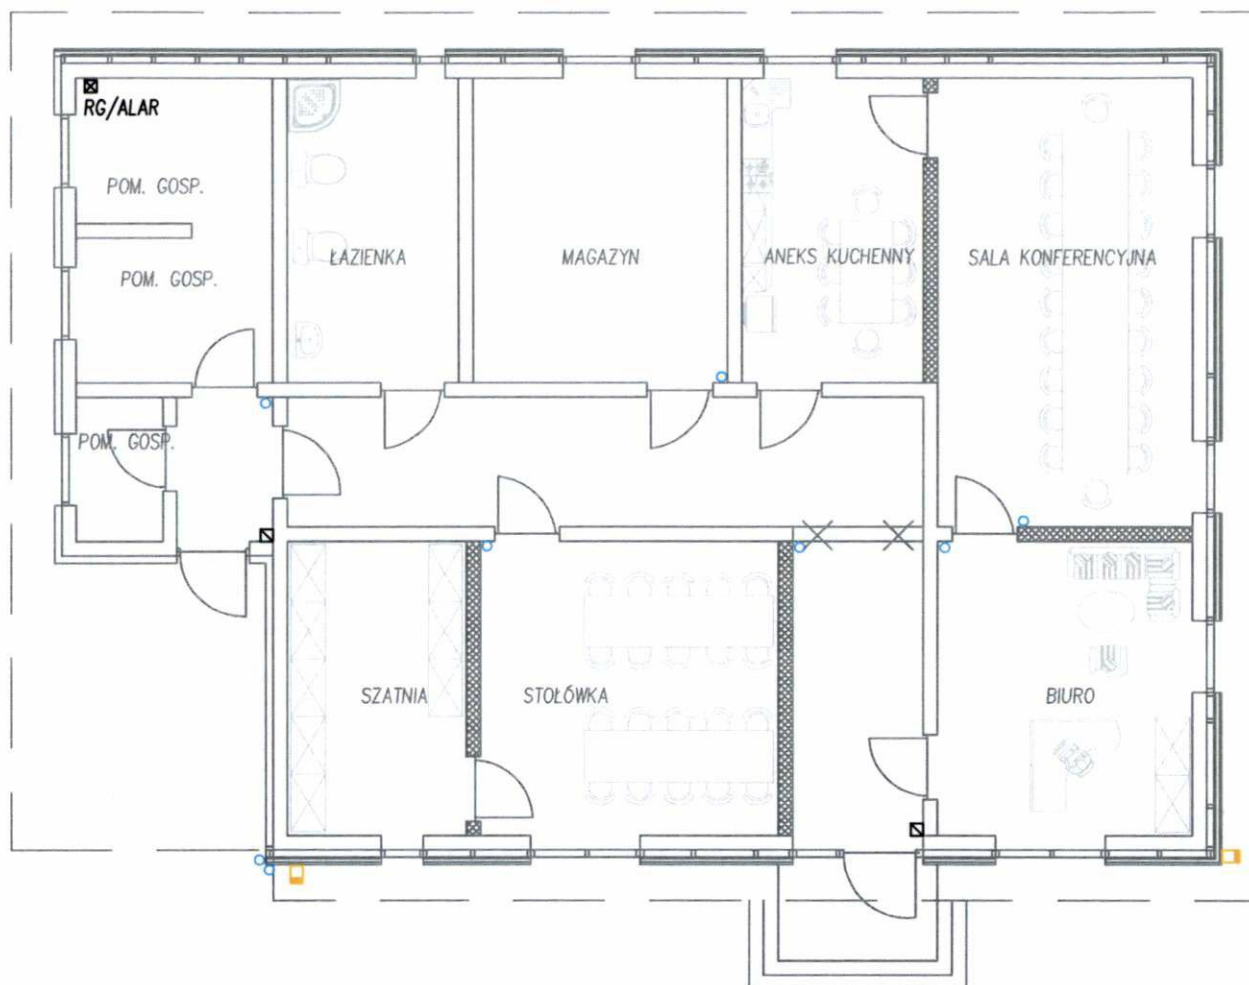 RG/ALAR
POM. GOSP.
ŁAZIENKA
MAGAZYN
ANEKS KUCHENNY
SALA KONFERENCYJNA
POM. GOSP.
POM. GOSP.
SZATNIA
STOŁÓWKA
BIURO